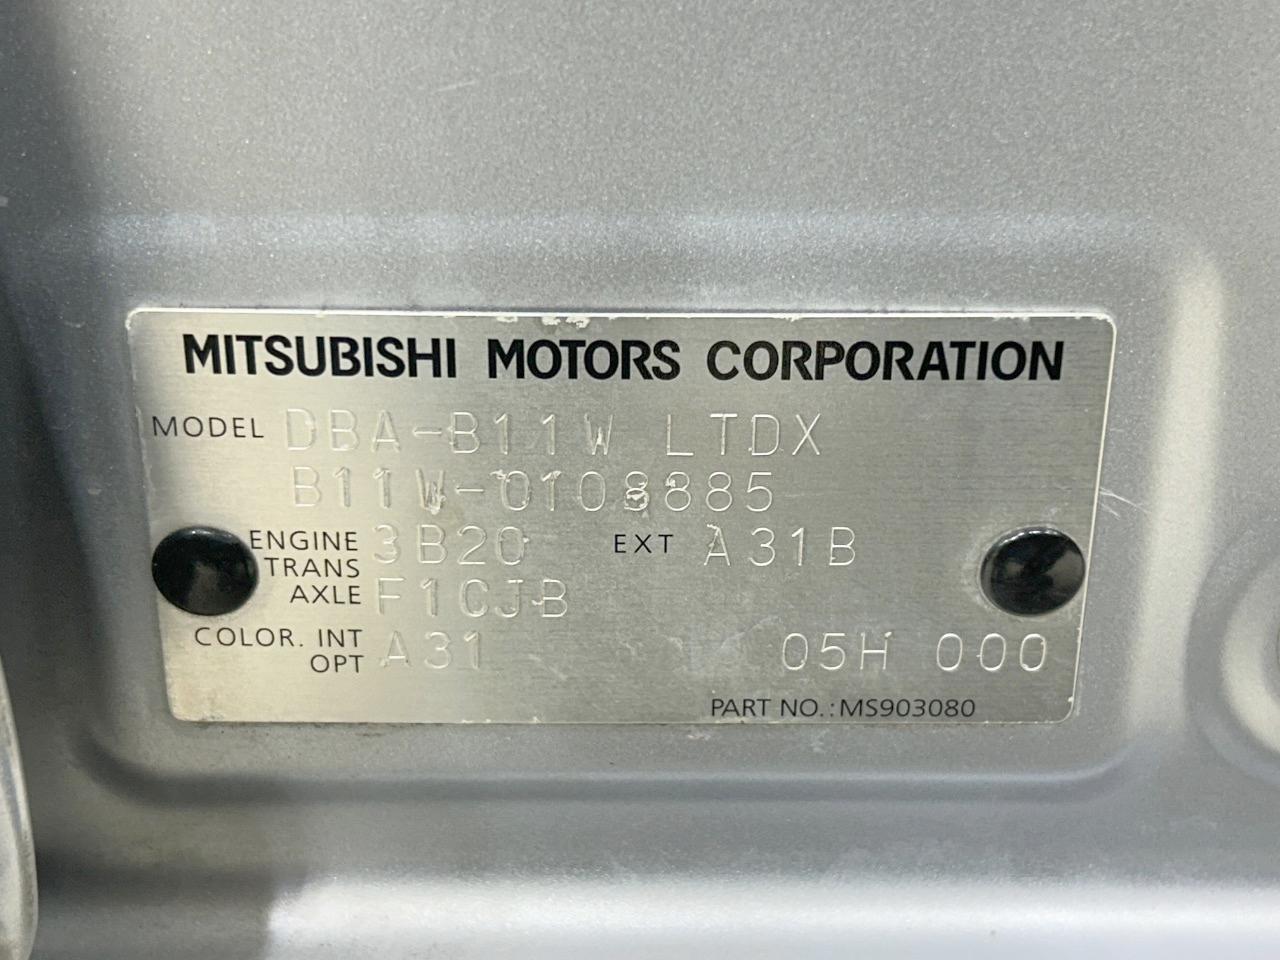 MITSUBISHI MOTORS CORPORATION
MODEL DBA-B11W LTDX
B11W-0108885
ENGINE 3B20 EXT A31B
TRANS
AXLE F1CJB
COLOR. INT
OPT A31 05H 000
PART NO.: MS903080